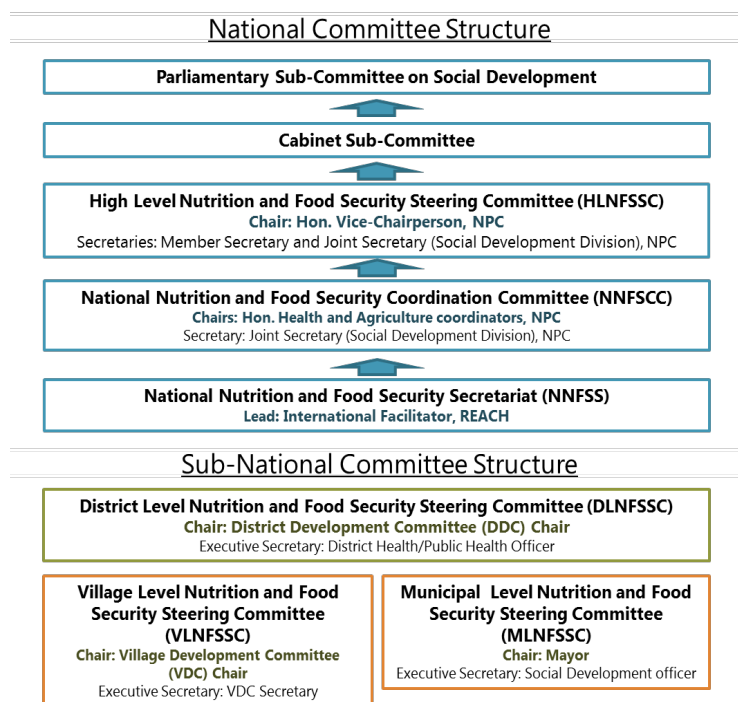 National Committee Structure
Parliamentary Sub-Committee on Social Development
Cabinet Sub-Committee
High Level Nutrition and Food Security Steering Committee (HLNFSSC)
Chair: Hon. Vice-Chairperson, NPC
Secretaries: Member Secretary and Joint Secretary (Social Development Division), NPC
National Nutrition and Food Security Coordination Committee (NNFSCC)
Chairs: Hon. Health and Agriculture coordinators, NPC
Secretary: Joint Secretary (Social Development Division), NPC
National Nutrition and Food Security Secretariat (NNFSS)
Lead: International Facilitator, REACH
Sub-National Committee Structure
District Level Nutrition and Food Security Steering Committee (DLNFSSC)
Chair: District Development Committee (DDC) Chair
Executive Secretary: District Health/Public Health Officer
Village Level Nutrition and Food
Security Steering Committee
(VLNFSSC)
Chair: Village Development Committee
(VDC) Chair
Executive Secretary: VDC Secretary
Municipal Level Nutrition and Food
Security Steering Committee
(MLNFSSC)
Chair: Mayor
Executive Secretary: Social Development officer